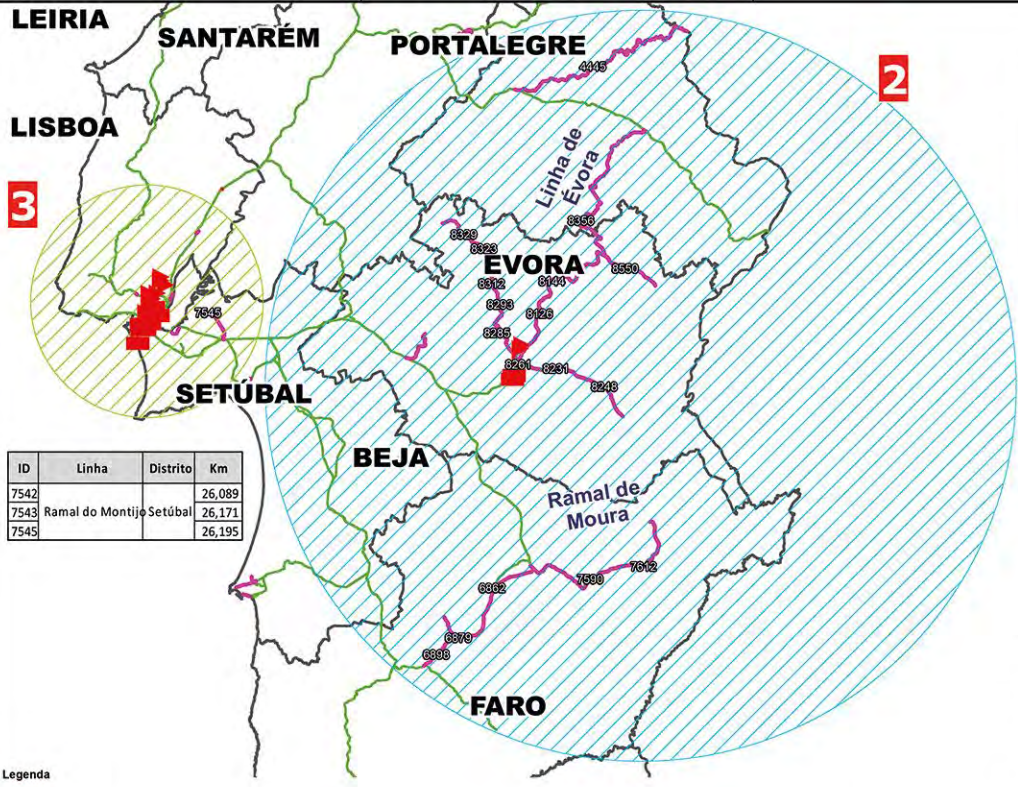 LEIRIA
SANTARÉM
PORTALEGRE
4445
2
LISBOA
Linha de
Évora
3
8356
8329
8323
ÉVORA
8550
8312
8144
8293
8126
7545
8285
8261
8231
8248
SETÚBAL
BEJA
ID Linha Distrito Km
7542 26,089
7543 Ramal do Montijo Setúbal 26,171
7545 26,195
Ramal de
Moura
7612
7590
6862
6879
6898
FARO
Legenda